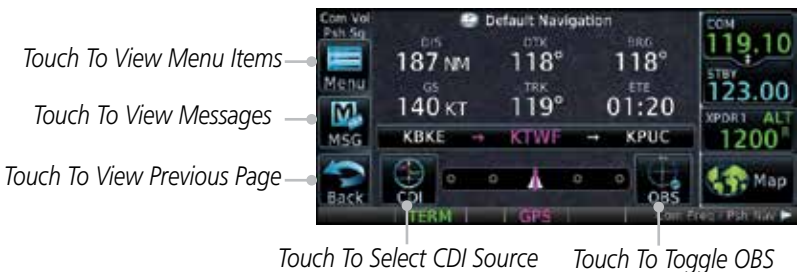 Com Vol
Psh Sq
Default Navigation
COM
119.10
STBY
123.00
XPDR1 ALT
1200 R
Map
Touch To View Menu Items
Menu
DIS
187 NM
DTK
118°
BRG
118°
GS
140 KT
TRK
119°
ETE
01:20
Touch To View Messages
MSG
KBKE → KTWF → KPUC
Touch To View Previous Page
Back
CDI
OBS
TERM
GPS
Com Freq / Psh Nav
Touch To Select CDI Source
Touch To Toggle OBS